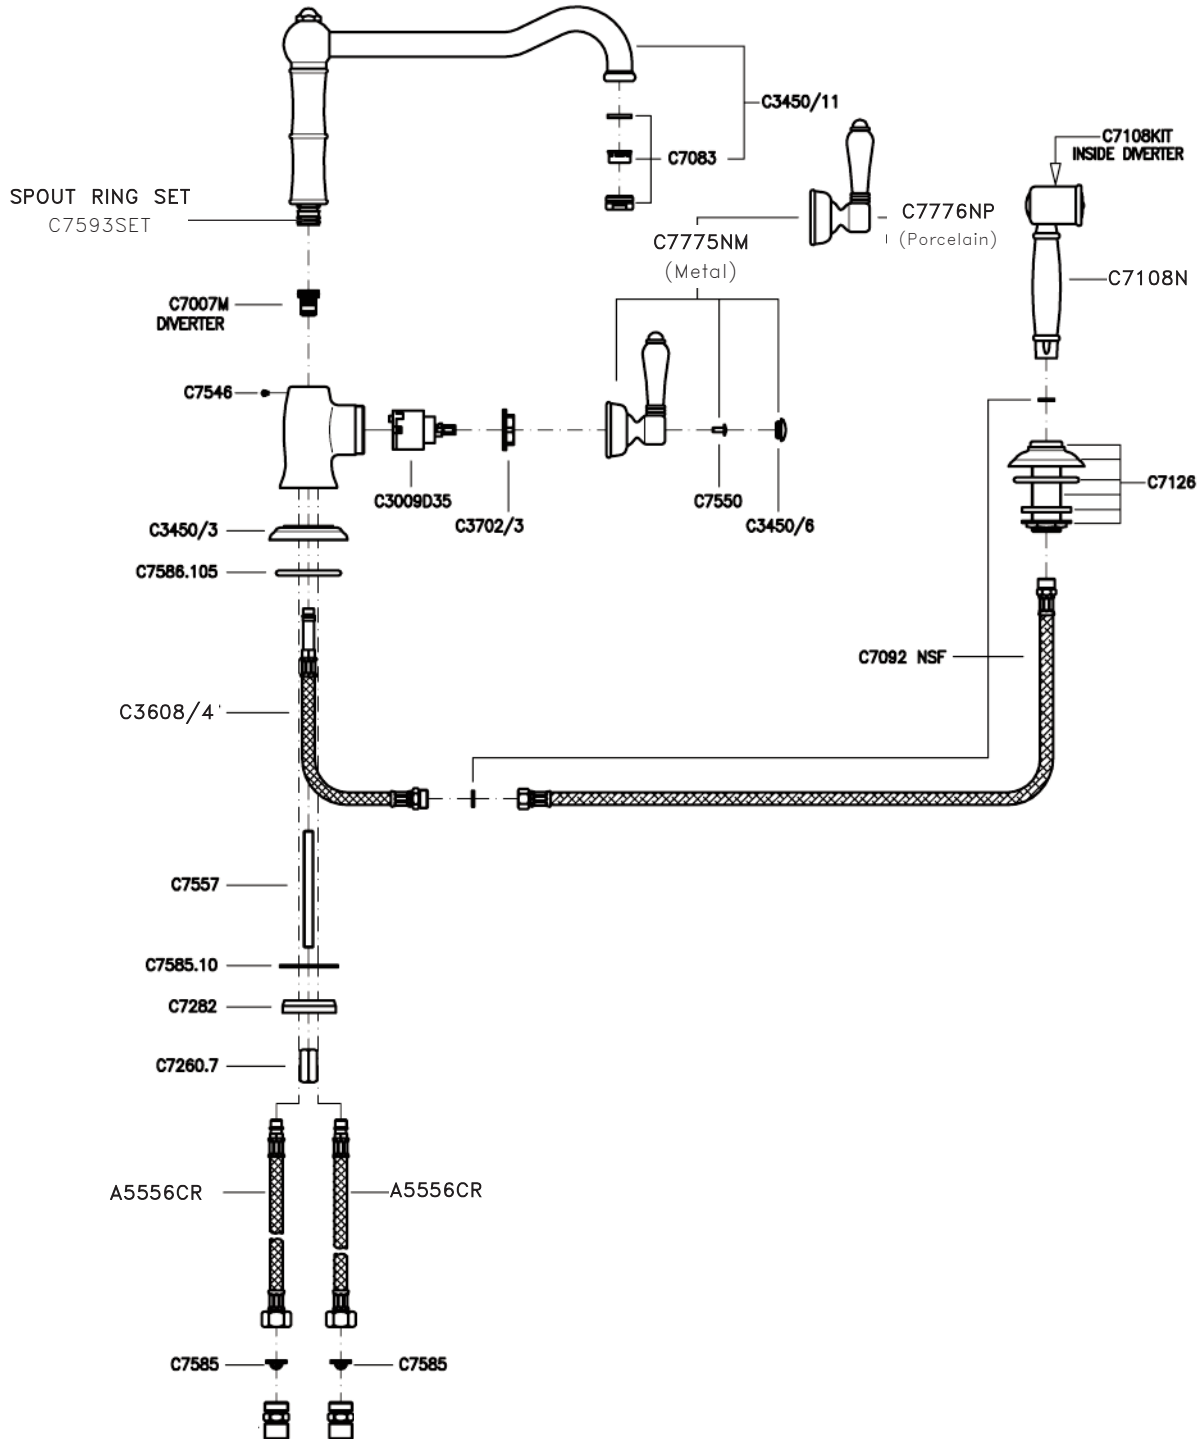 C3450/11
C7083
C7108KIT
INSIDE DIVERTER
SPOUT RING SET
C7593SET
C7776NP
(Porcelain)
C7775NM
(Metal)
C7108N
C7007M
DIVERTER
C7546
C3009D35
C3702/3
C7550
C3450/6
C7126
C3450/3
C7586.105
C7092 NSF
C3608/4'
C7557
C7585.10
C7282
C7260.7
A5556CR
A5556CR
C7585
C7585